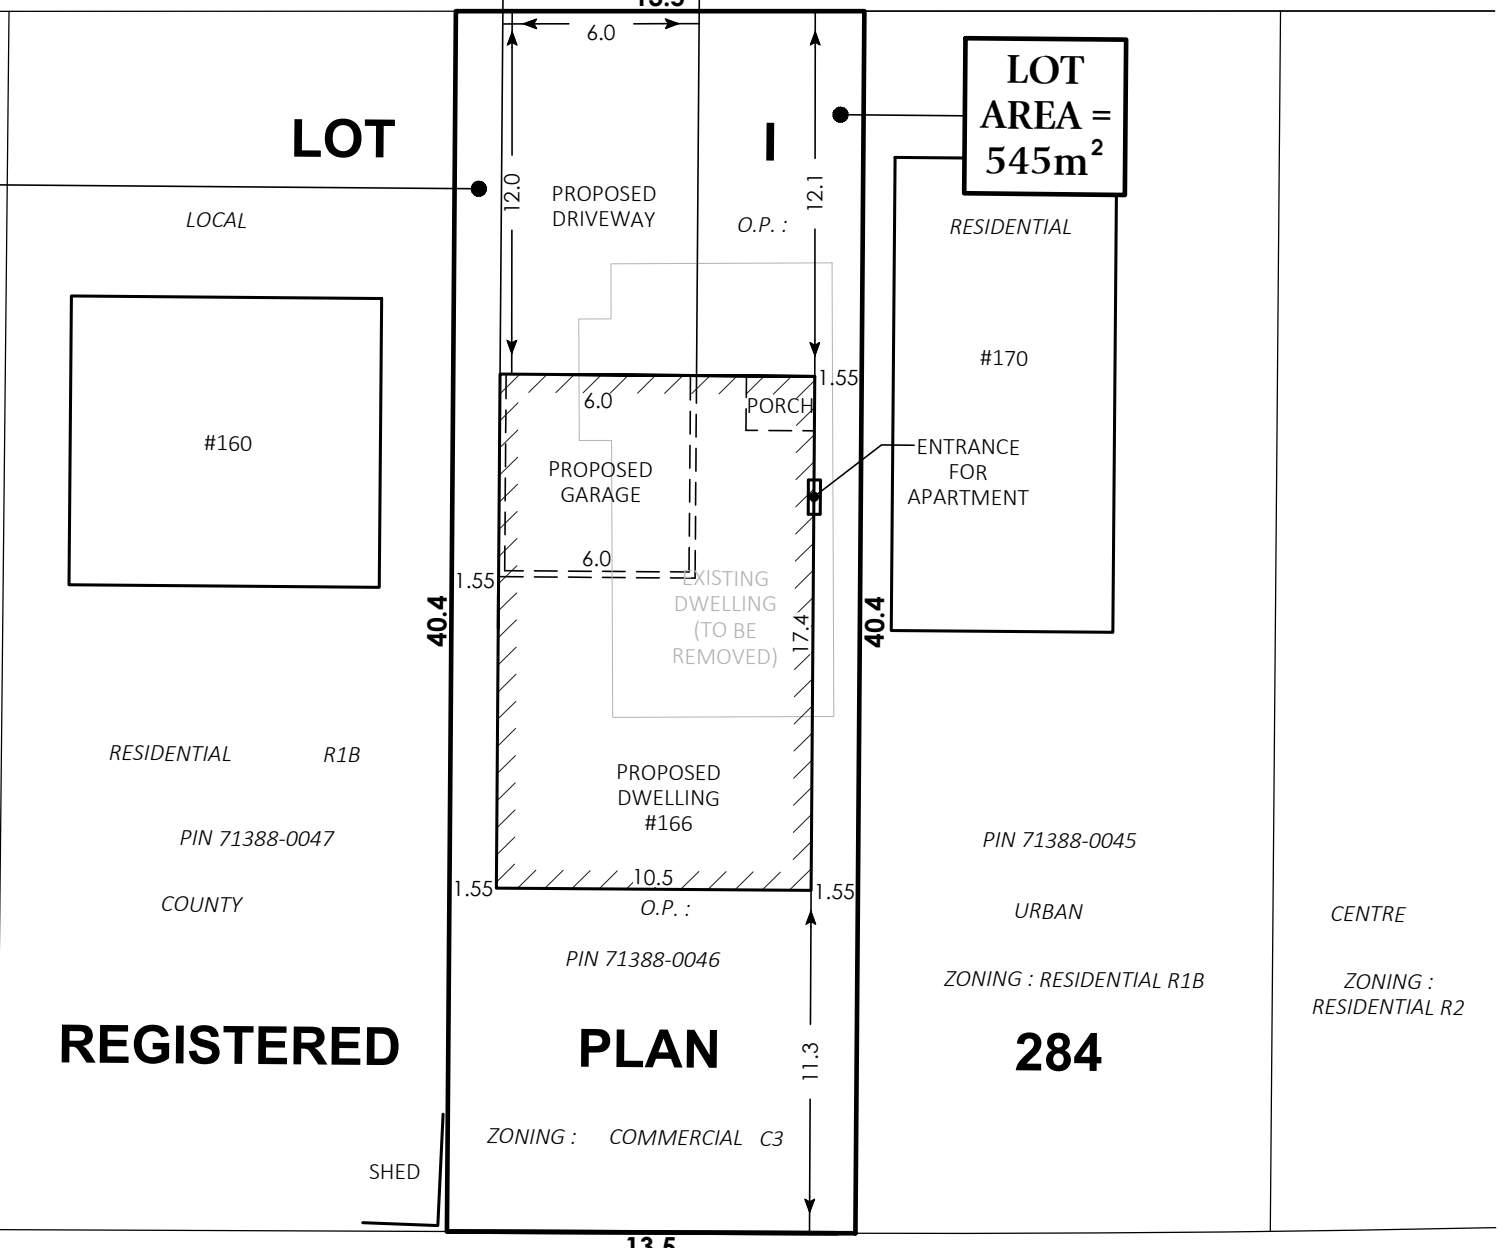 13.5
6.0
LOT
AREA =
545m²
LOT
I
12.0
12.1
PROPOSED
DRIVEWAY
LOCAL
O.P. :
RESIDENTIAL
#170
1.55
6.0
PORCH
#160
PROPOSED
GARAGE
ENTRANCE
FOR
APARTMENT
6.0
1.55
EXISTING
DWELLING
(TO BE
REMOVED)
40.4
17.4
40.4
RESIDENTIAL R1B
PROPOSED
DWELLING
#166
PIN 71388-0047
PIN 71388-0045
1.55
10.5
1.55
COUNTY
O.P. :
URBAN
CENTRE
PIN 71388-0046
ZONING : RESIDENTIAL R1B
ZONING :
RESIDENTIAL R2
REGISTERED
PLAN
284
11.3
ZONING : COMMERCIAL C3
SHED
13.5